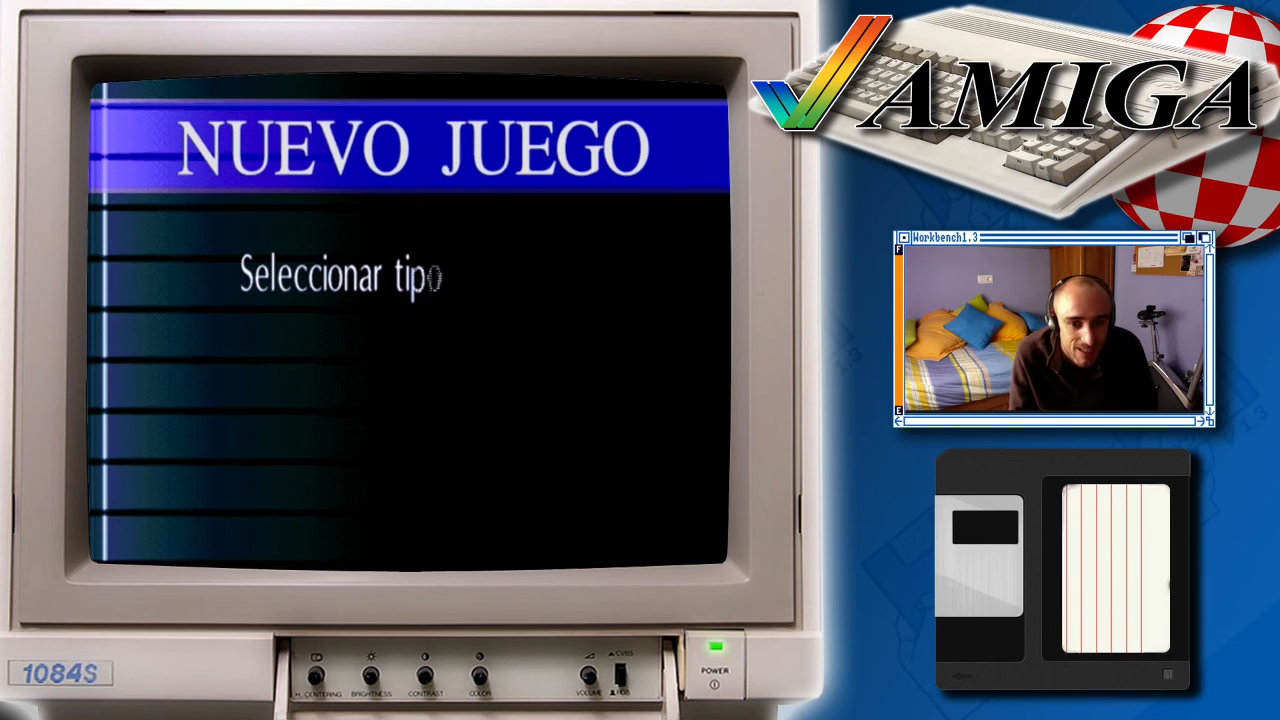 NUEVO JUEGO
Seleccionar tipo
AMIGA
Workbench1.3
F
E
1084S
H. CENTERING
BRIGHTNESS
CONTRAST
COLOR
VOLUME
CVBS
RGB
POWER